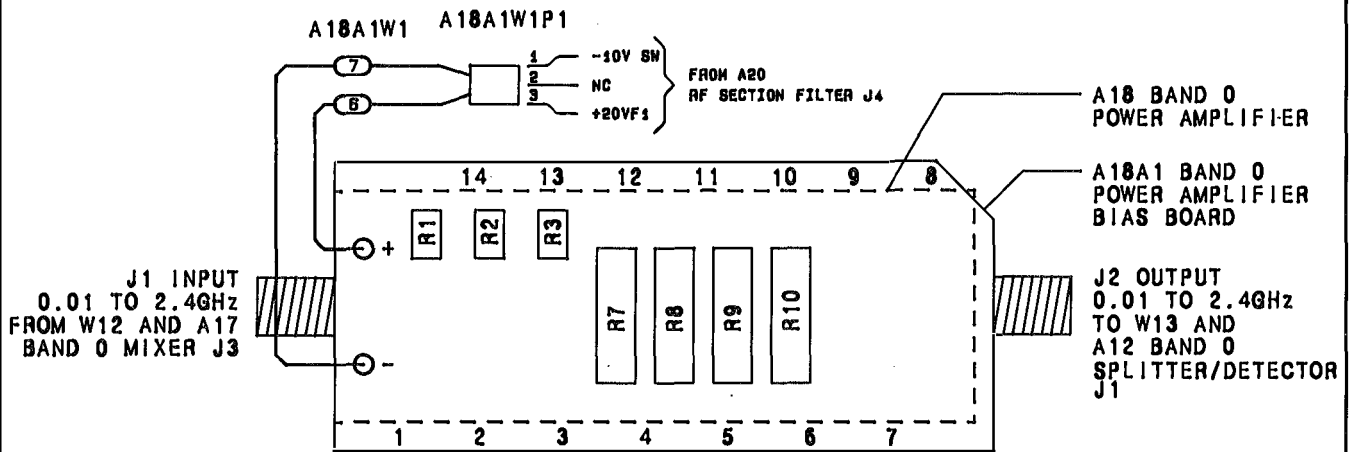 A18A1W1
A18A1W1P1
7
6
1
2
3
-10V SW
NC
+20VF1
FROM A20
RF SECTION FILTER J4
A18 BAND 0
POWER AMPLIFIER
A18A1 BAND 0
POWER AMPLIFIER
BIAS BOARD
14 13 12 11 10 9 8
R1 R2 R3
+
J1 INPUT
0.01 TO 2.4GHz
FROM W12 AND A17
BAND 0 MIXER J3
R7 R8 R9 R10
J2 OUTPUT
0.01 TO 2.4GHz
TO W13 AND
A12 BAND 0
SPLITTER/DETECTOR
J1
-
1 2 3 4 5 6 7